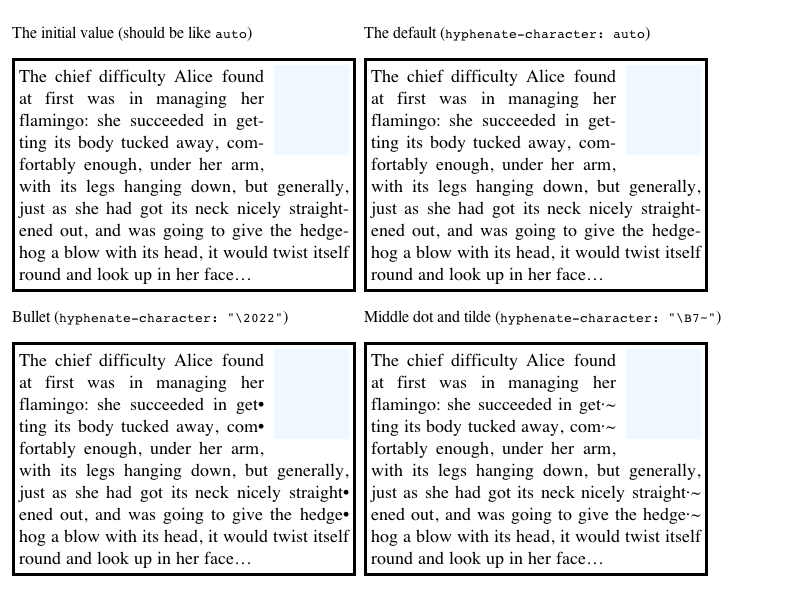 The initial value (should be like auto)
The chief difficulty Alice found
at first was in managing her
flamingo: she succeeded in get-
ting its body tucked away, com-
fortably enough, under her arm,
with its legs hanging down, but generally,
just as she had got its neck nicely straight-
ened out, and was going to give the hedge-
hog a blow with its head, it would twist itself
round and look up in her face…
The default (hyphenate-character: auto)
The chief difficulty Alice found
at first was in managing her
flamingo: she succeeded in get-
ting its body tucked away, com-
fortably enough, under her arm,
with its legs hanging down, but generally,
just as she had got its neck nicely straight-
ened out, and was going to give the hedge-
hog a blow with its head, it would twist itself
round and look up in her face…
Bullet (hyphenate-character: "\2022")
The chief difficulty Alice found
at first was in managing her
flamingo: she succeeded in get•
ting its body tucked away, com•
fortably enough, under her arm,
with its legs hanging down, but generally,
just as she had got its neck nicely straight•
ened out, and was going to give the hedge•
hog a blow with its head, it would twist itself
round and look up in her face…
Middle dot and tilde (hyphenate-character: "\B7~")
The chief difficulty Alice found
at first was in managing her
flamingo: she succeeded in get·~
ting its body tucked away, com·~
fortably enough, under her arm,
with its legs hanging down, but generally,
just as she had got its neck nicely straight·~
ened out, and was going to give the hedge·~
hog a blow with its head, it would twist itself
round and look up in her face…